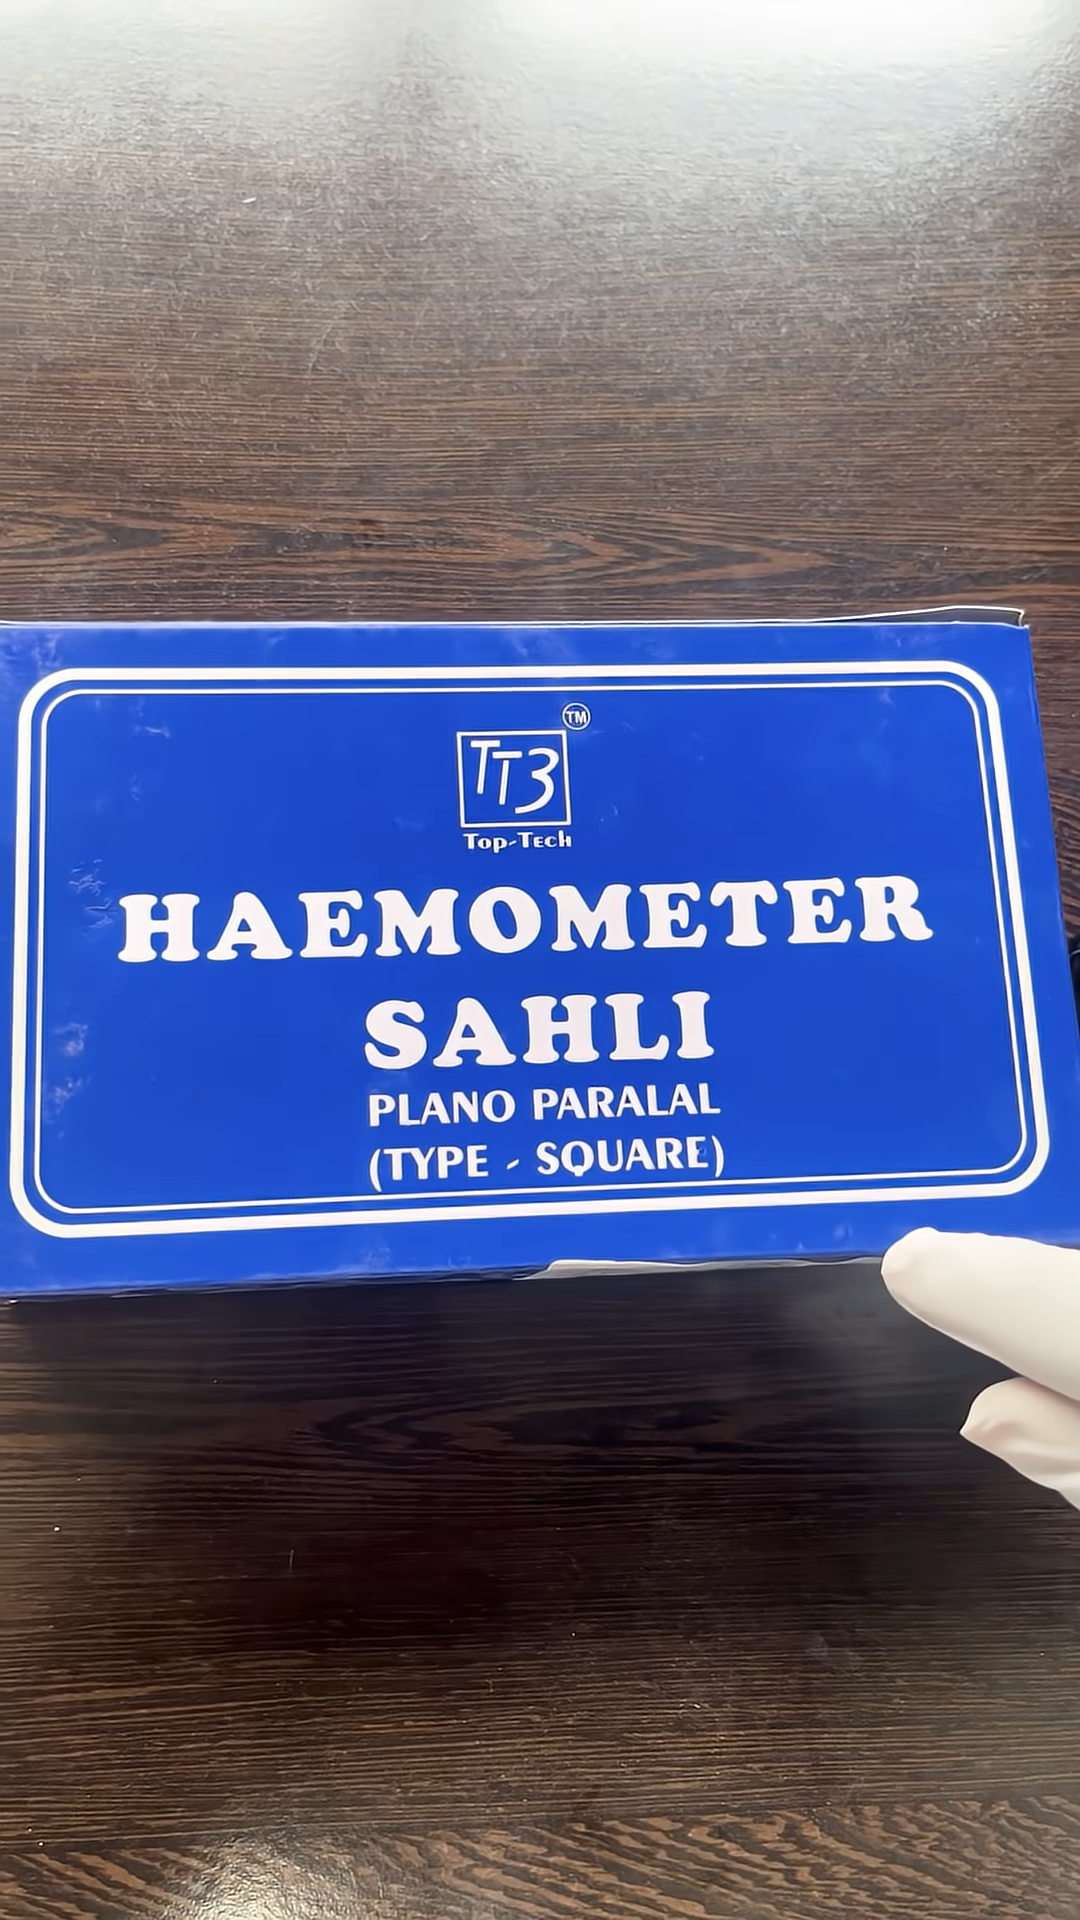 TM
TT3
Top-Tech
HAEMOMETER
SAHLI
PLANO PARALAL
(TYPE - SQUARE)